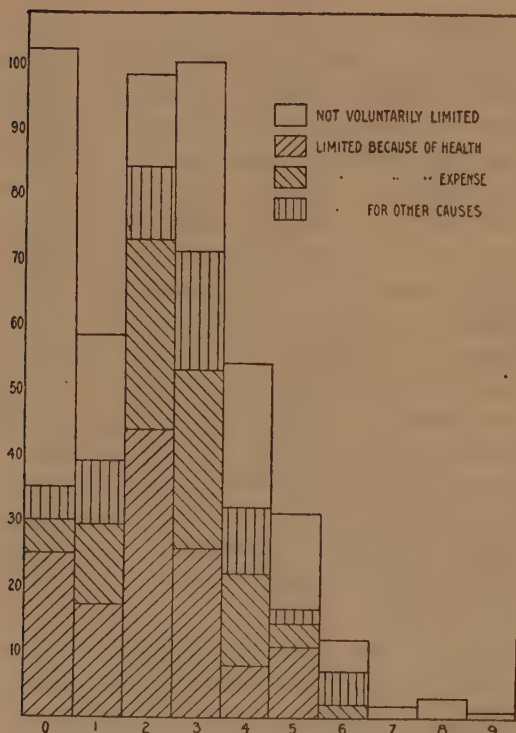 100
90
80
70
60
50
40
30
20
10
NOT VOLUNTARILY LIMITED
LIMITED BECAUSE OF HEALTH
" " " EXPENSE
" FOR OTHER CAUSES
0 1 2 3 4 5 6 7 8 9